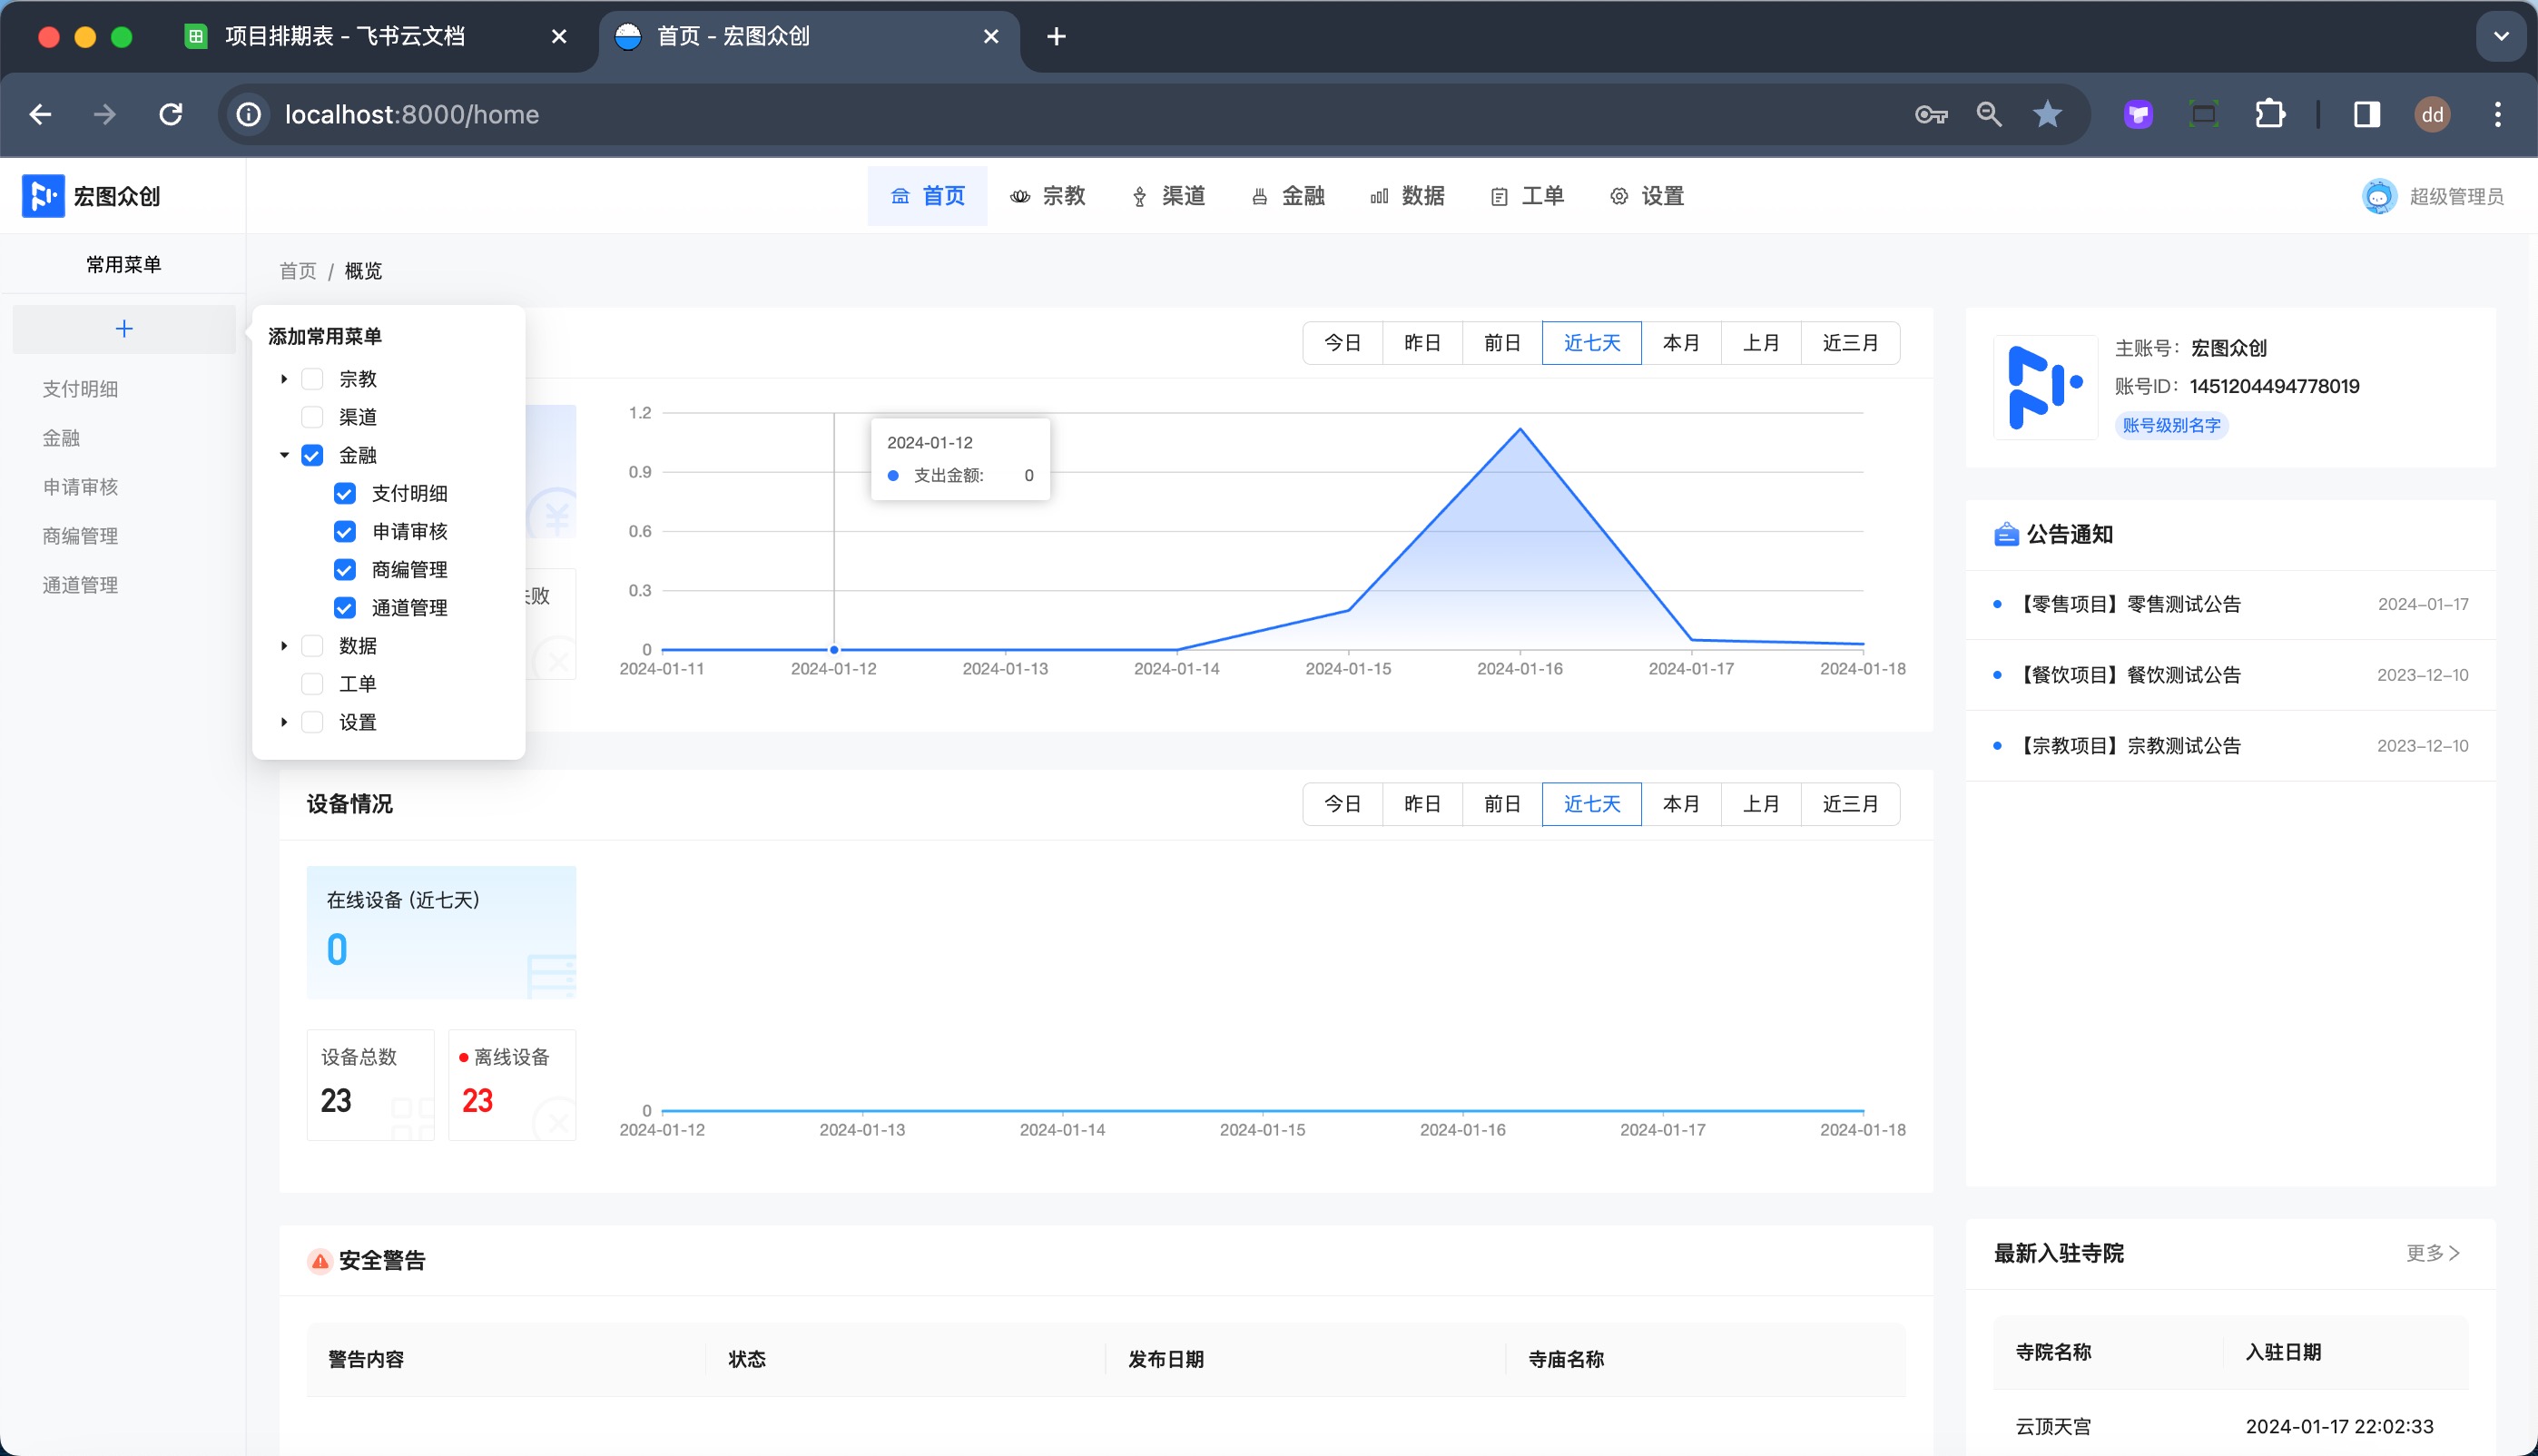 项目排期表 - 飞书云文档
首页 - 宏图众创
localhost:8000/home
dd
宏图众创
首页
宗教
渠道
金融
数据
工单
设置
超级管理员
常用菜单
支付明细
金融
申请审核
商编管理
通道管理
首页 / 概览
添加常用菜单
宗教
渠道
金融
支付明细
申请审核
商编管理
通道管理
数据
工单
设置
今日
昨日
前日
近七天
本月
上月
近三月
败
1.2
0.9
0.6
0.3
0
2024-01-12
支出金额: 0
2024-01-11
2024-01-12
2024-01-13
2024-01-14
2024-01-15
2024-01-16
2024-01-17
2024-01-18
设备情况
今日
昨日
前日
近七天
本月
上月
近三月
在线设备 (近七天)
0
设备总数
23
离线设备
23
0
2024-01-12
2024-01-13
2024-01-14
2024-01-15
2024-01-16
2024-01-17
2024-01-18
安全警告
警告内容
状态
发布日期
寺庙名称
主账号：宏图众创
账号ID：1451204494778019
账号级别名字
公告通知
【零售项目】零售测试公告 2024-01-17
【餐饮项目】餐饮测试公告 2023-12-10
【宗教项目】宗教测试公告 2023-12-10
最新入驻寺院
更多
寺院名称
入驻日期
云顶天宫
2024-01-17 22:02:33